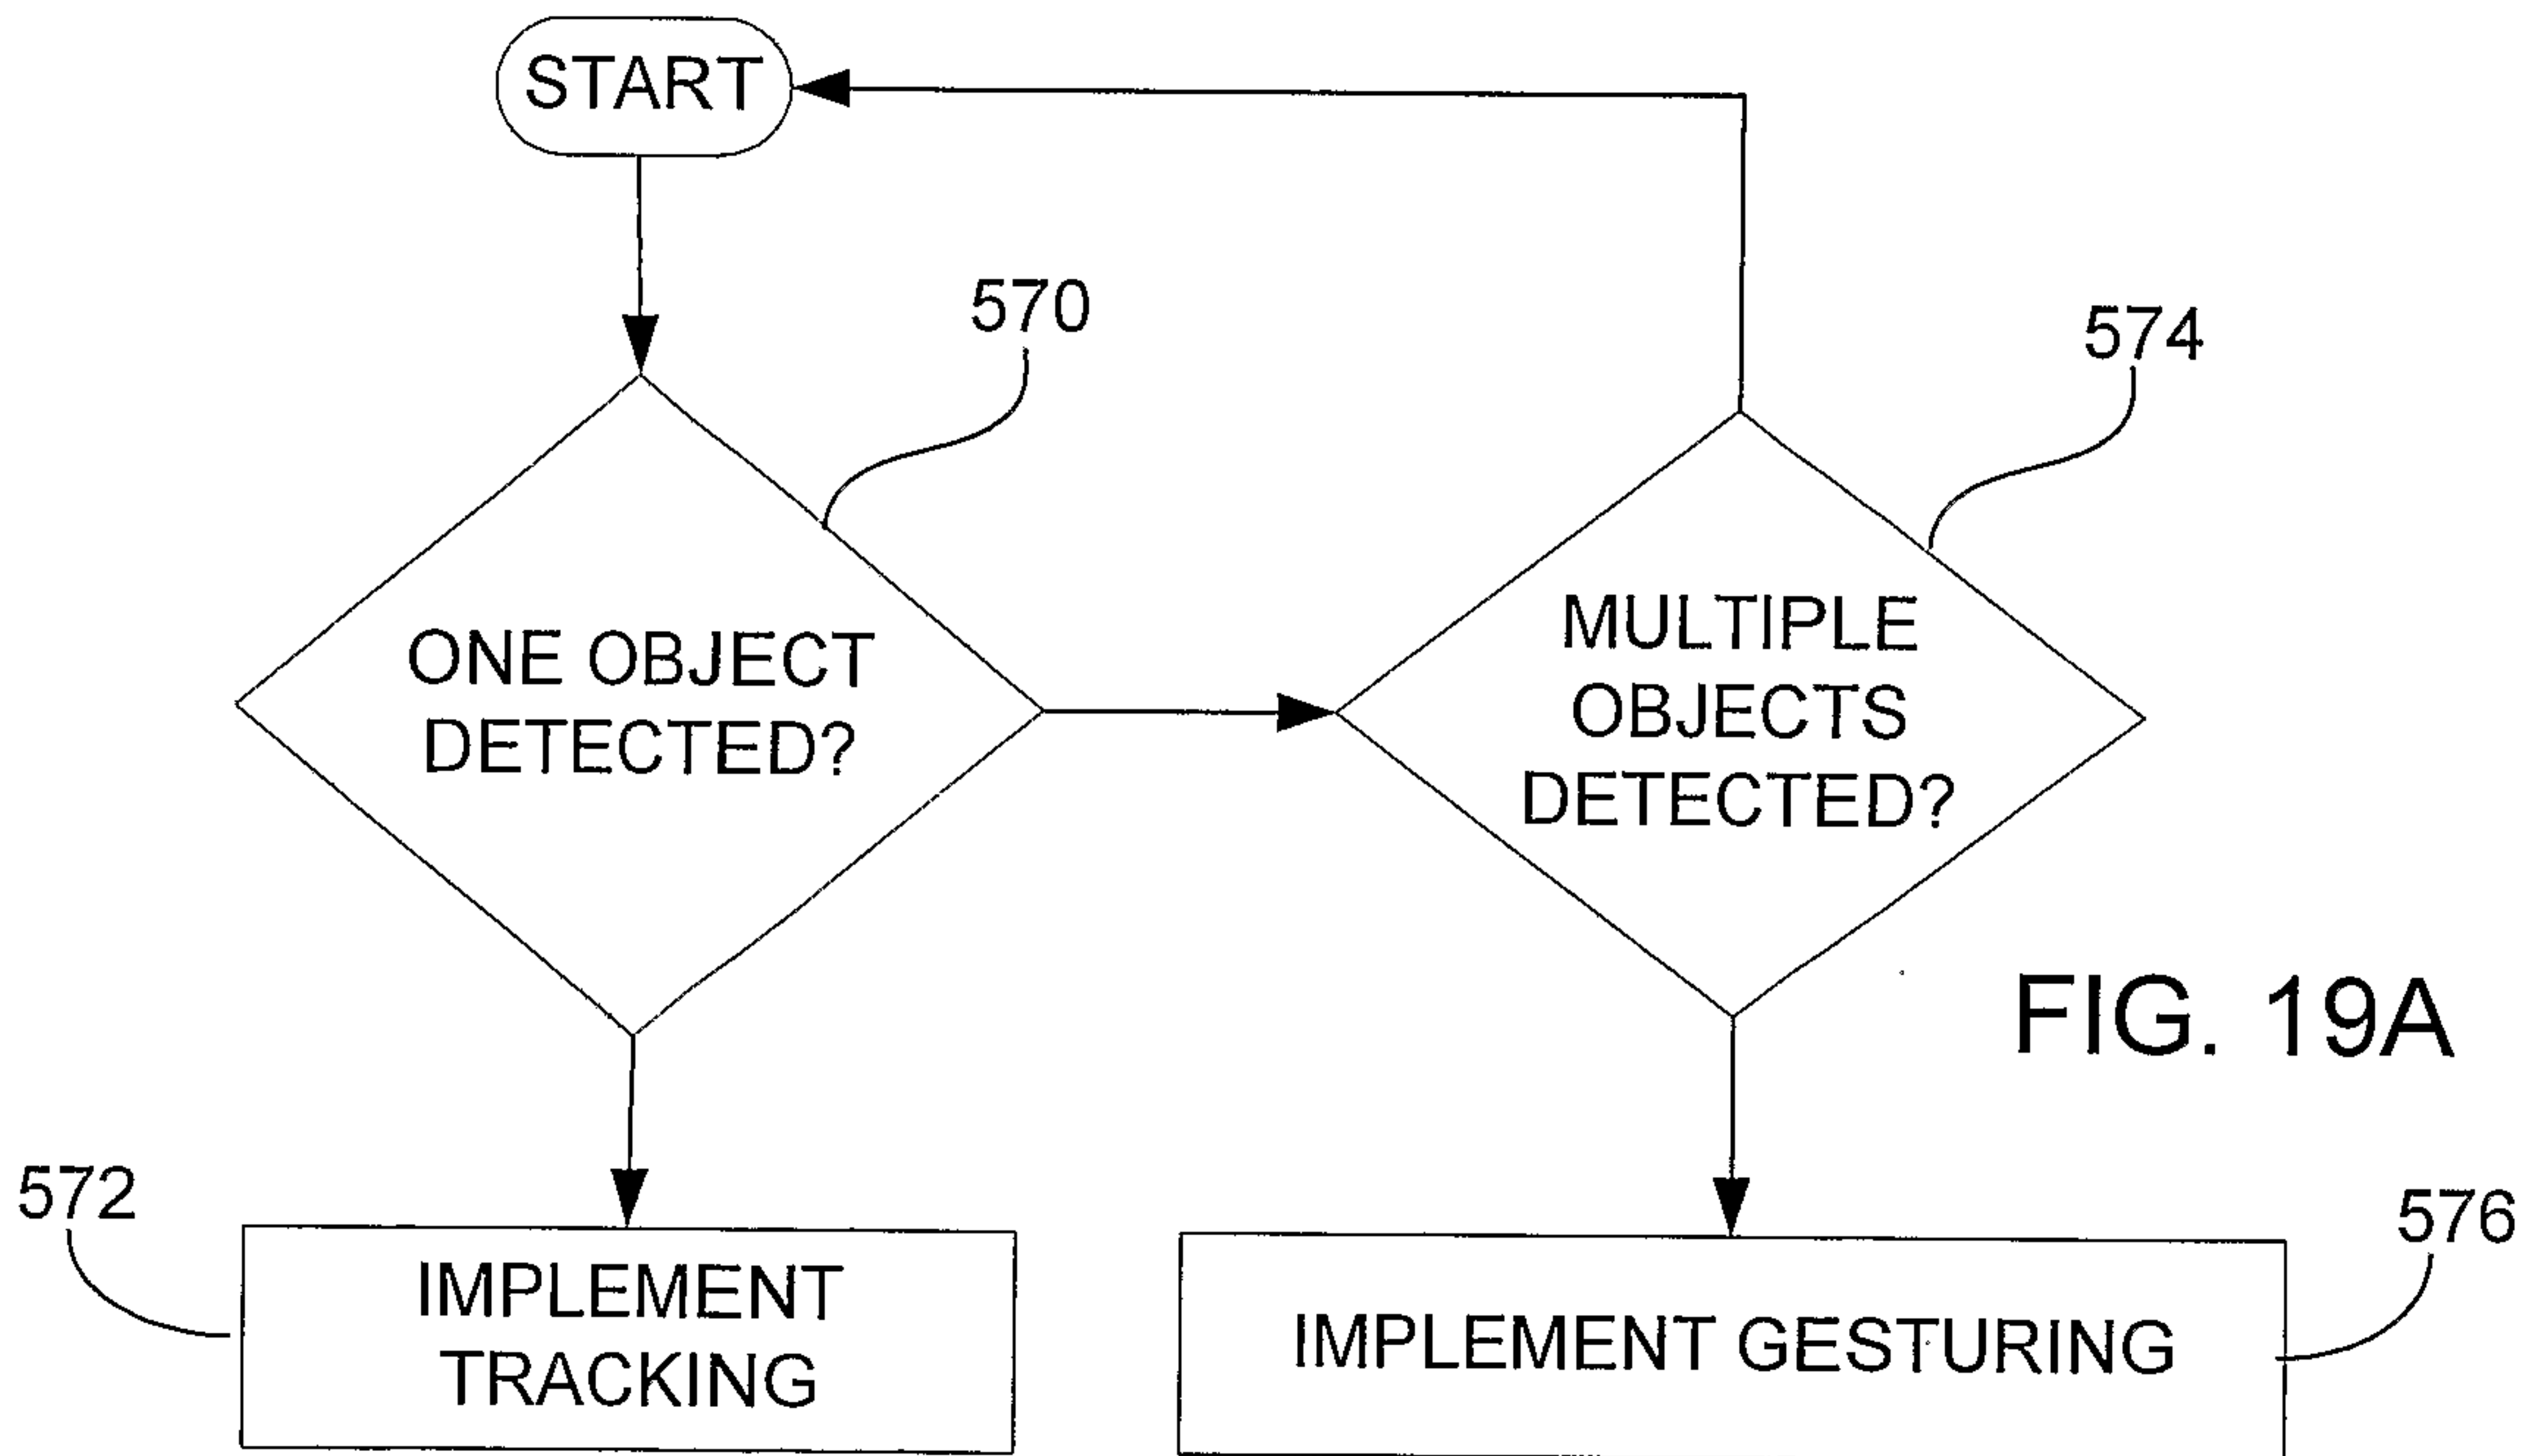 START
570
574
ONE OBJECT
DETECTED?
MULTIPLE
OBJECTS
DETECTED?
FIG. 19A
572
IMPLEMENT
TRACKING
576
IMPLEMENT GESTURING